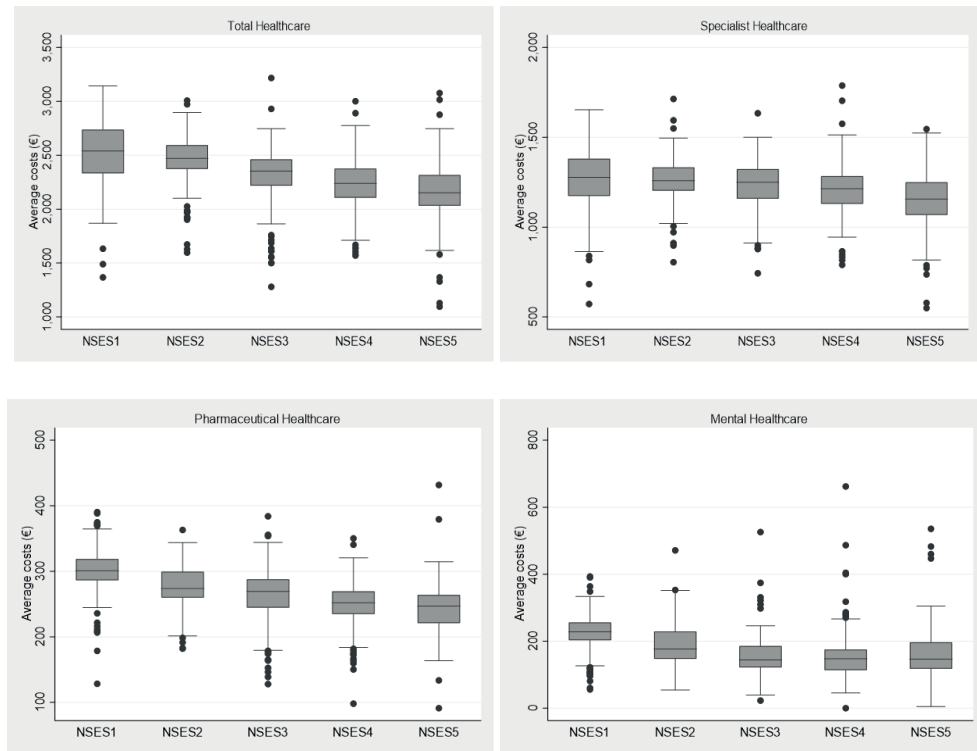 Total Healthcare
Average costs (€)
3,500
3,000
2,500
2,000
1,500
1,000
NSES1 NSES2 NSES3 NSES4 NSES5
Specialist Healthcare
Average costs (€)
2,000
1,500
1,000
500
NSES1 NSES2 NSES3 NSES4 NSES5
Pharmaceutical Healthcare
Average costs (€)
500
400
300
200
100
NSES1 NSES2 NSES3 NSES4 NSES5
Mental Healthcare
Average costs (€)
800
600
400
200
0
NSES1 NSES2 NSES3 NSES4 NSES5